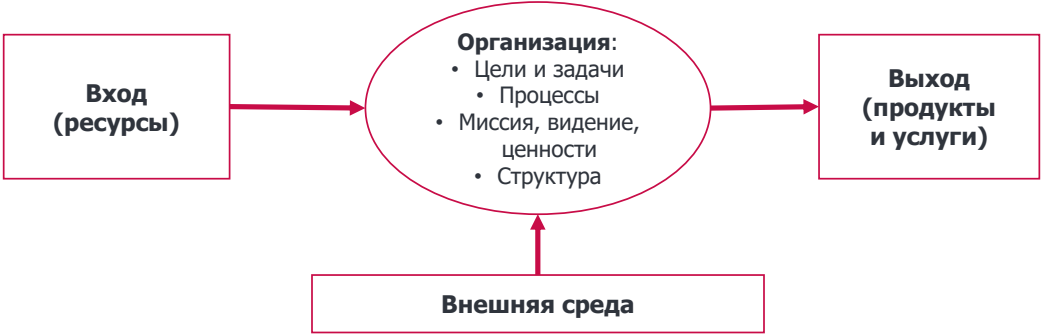 Вход
(ресурсы)
Организация:
• Цели и задачи
• Процессы
• Миссия, видение,
ценности
• Структура
Выход
(продукты
и услуги)
Внешняя среда